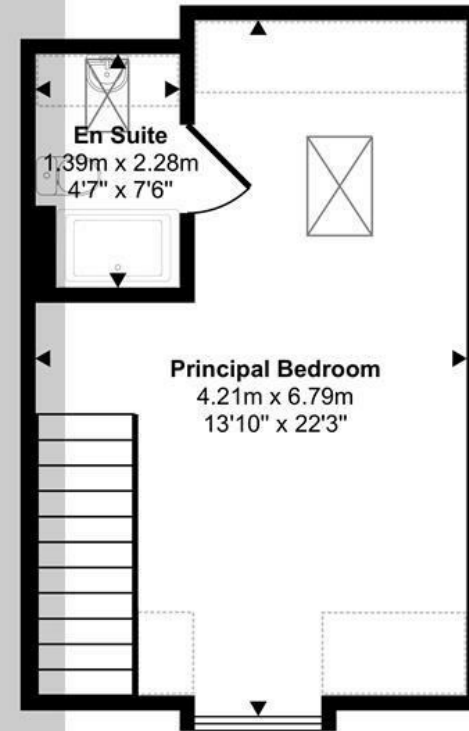 En Suite
1.39m x 2.28m
4'7" x 7'6"
Principal Bedroom
4.21m x 6.79m
13'10" x 22'3"